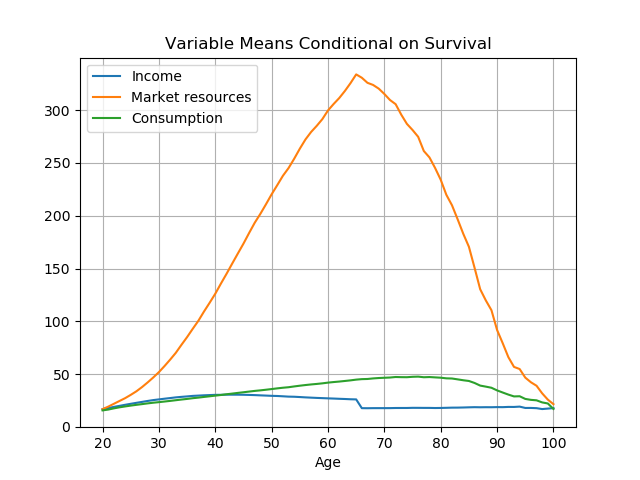 Variable Means Conditional on Survival
Income
Market resources
Consumption
300
250
200
150
100
50
0
20 30 40 50 60 70 80 90 100
Age